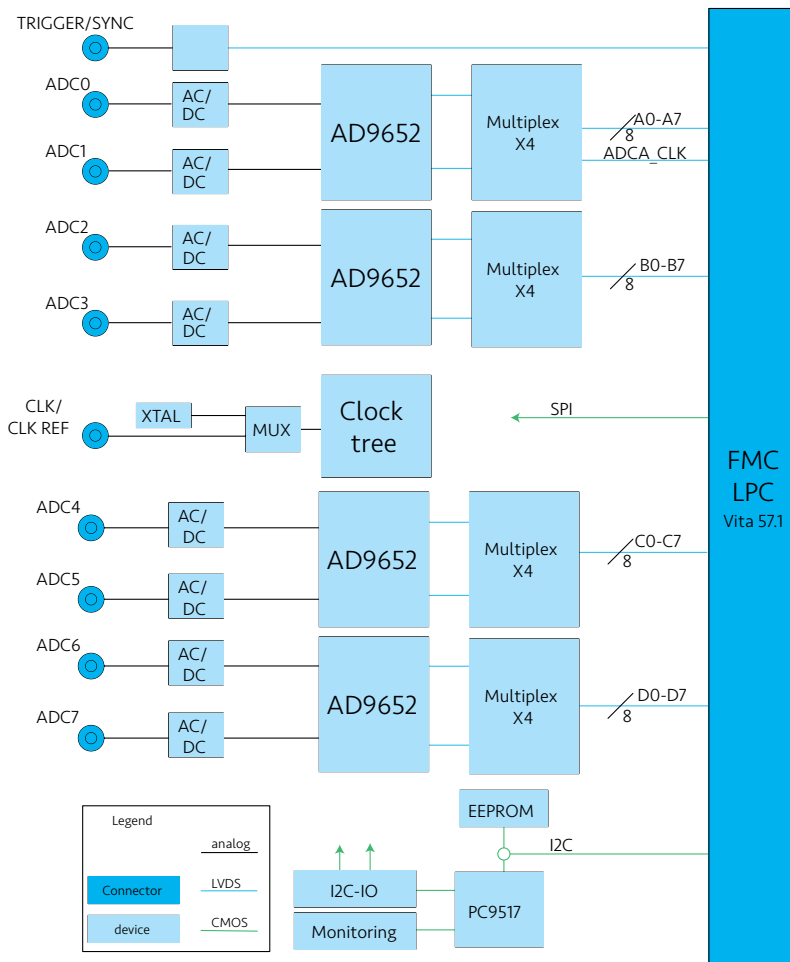 TRIGGER/SYNC
ADC0
AC/
DC
ADC1
AC/
DC
AD9652
Multiplex
X4
A0-A7
8
ADCA_CLK
ADC2
AC/
DC
ADC3
AC/
DC
AD9652
Multiplex
X4
B0-B7
8
CLK/
CLK REF
XTAL
MUX
Clock
tree
SPI
FMC
LPC
Vita 57.1
ADC4
AC/
DC
ADC5
AC/
DC
AD9652
Multiplex
X4
C0-C7
8
ADC6
AC/
DC
ADC7
AC/
DC
AD9652
Multiplex
X4
D0-D7
8
EEPROM
I2C
I2C-IO
Monitoring
PC9517
Legend
analog
Connector
LVDS
device
CMOS